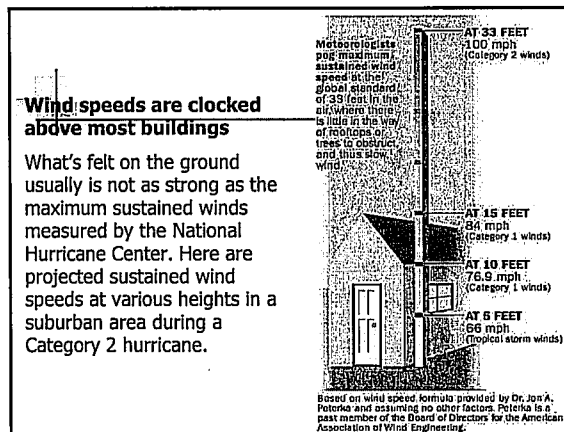 Wind speeds are clocked
above most buildings
What's felt on the ground
usually is not as strong as the
maximum sustained winds
measured by the National
Hurricane Center. Here are
projected sustained wind
speeds at various heights in a
suburban area during a
Category 2 hurricane.
Meteorologists
peg maximum
sustained wind
speed at the
global standard
of 33 feet in the
air, where there
is little in the way
of rooftops or
trees to obstruct,
and thus slow,
wind.
AT 33 FEET
100 mph
(Category 2 winds)
AT 15 FEET
84 mph
(Category 1 winds)
AT 10 FEET
76.9 mph
(Category 1 winds)
AT 5 FEET
66 mph
(Tropical storm winds)
Based on wind speed formula provided by Dr. Jon A.
Peterka and assuming no other factors. Peterka is a
past member of the Board of Directors for the American
Association of Wind Engineering.